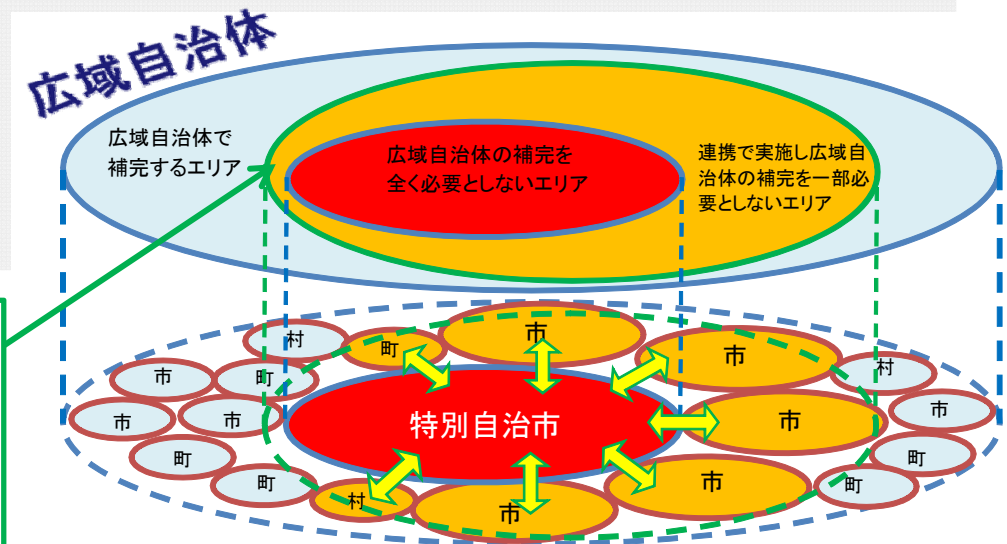 広域自治体
広域自治体で
補完するエリア
広域自治体の補完を
全く必要としないエリア
連携で実施し広域自
治体の補完を一部必
要としないエリア
村
町
市
市
村
市
町
市
市
市
特別自治市
市
市
町
町
町
町
村
市
市